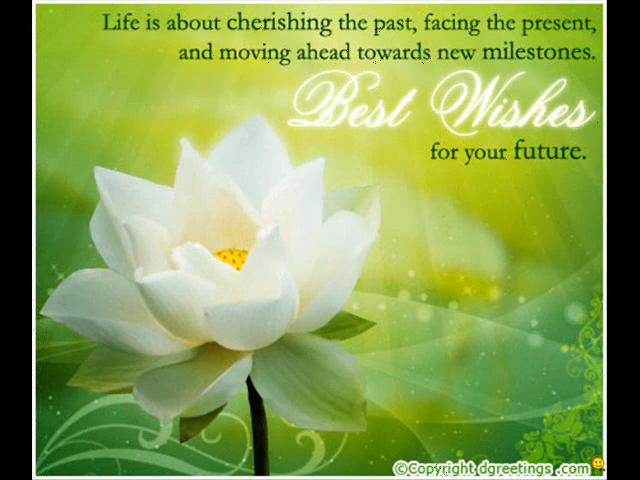 Life is about cherishing the past, facing the present,
and moving ahead towards new milestones.
Best Wishes
for your future.
©Copyright dgreetings .com